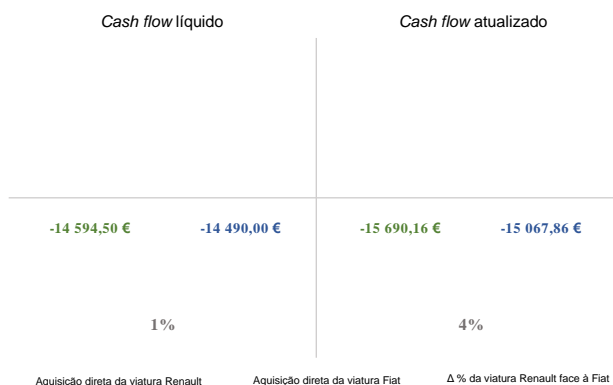 Cash flow líquido Cash flow atualizado
-14 594,50 € -14 490,00 € -15 690,16 € -15 067,86 €
1% 4%
Aquisição direta da viatura Renault Aquisição direta da viatura Fiat Δ % da viatura Renault face à Fiat